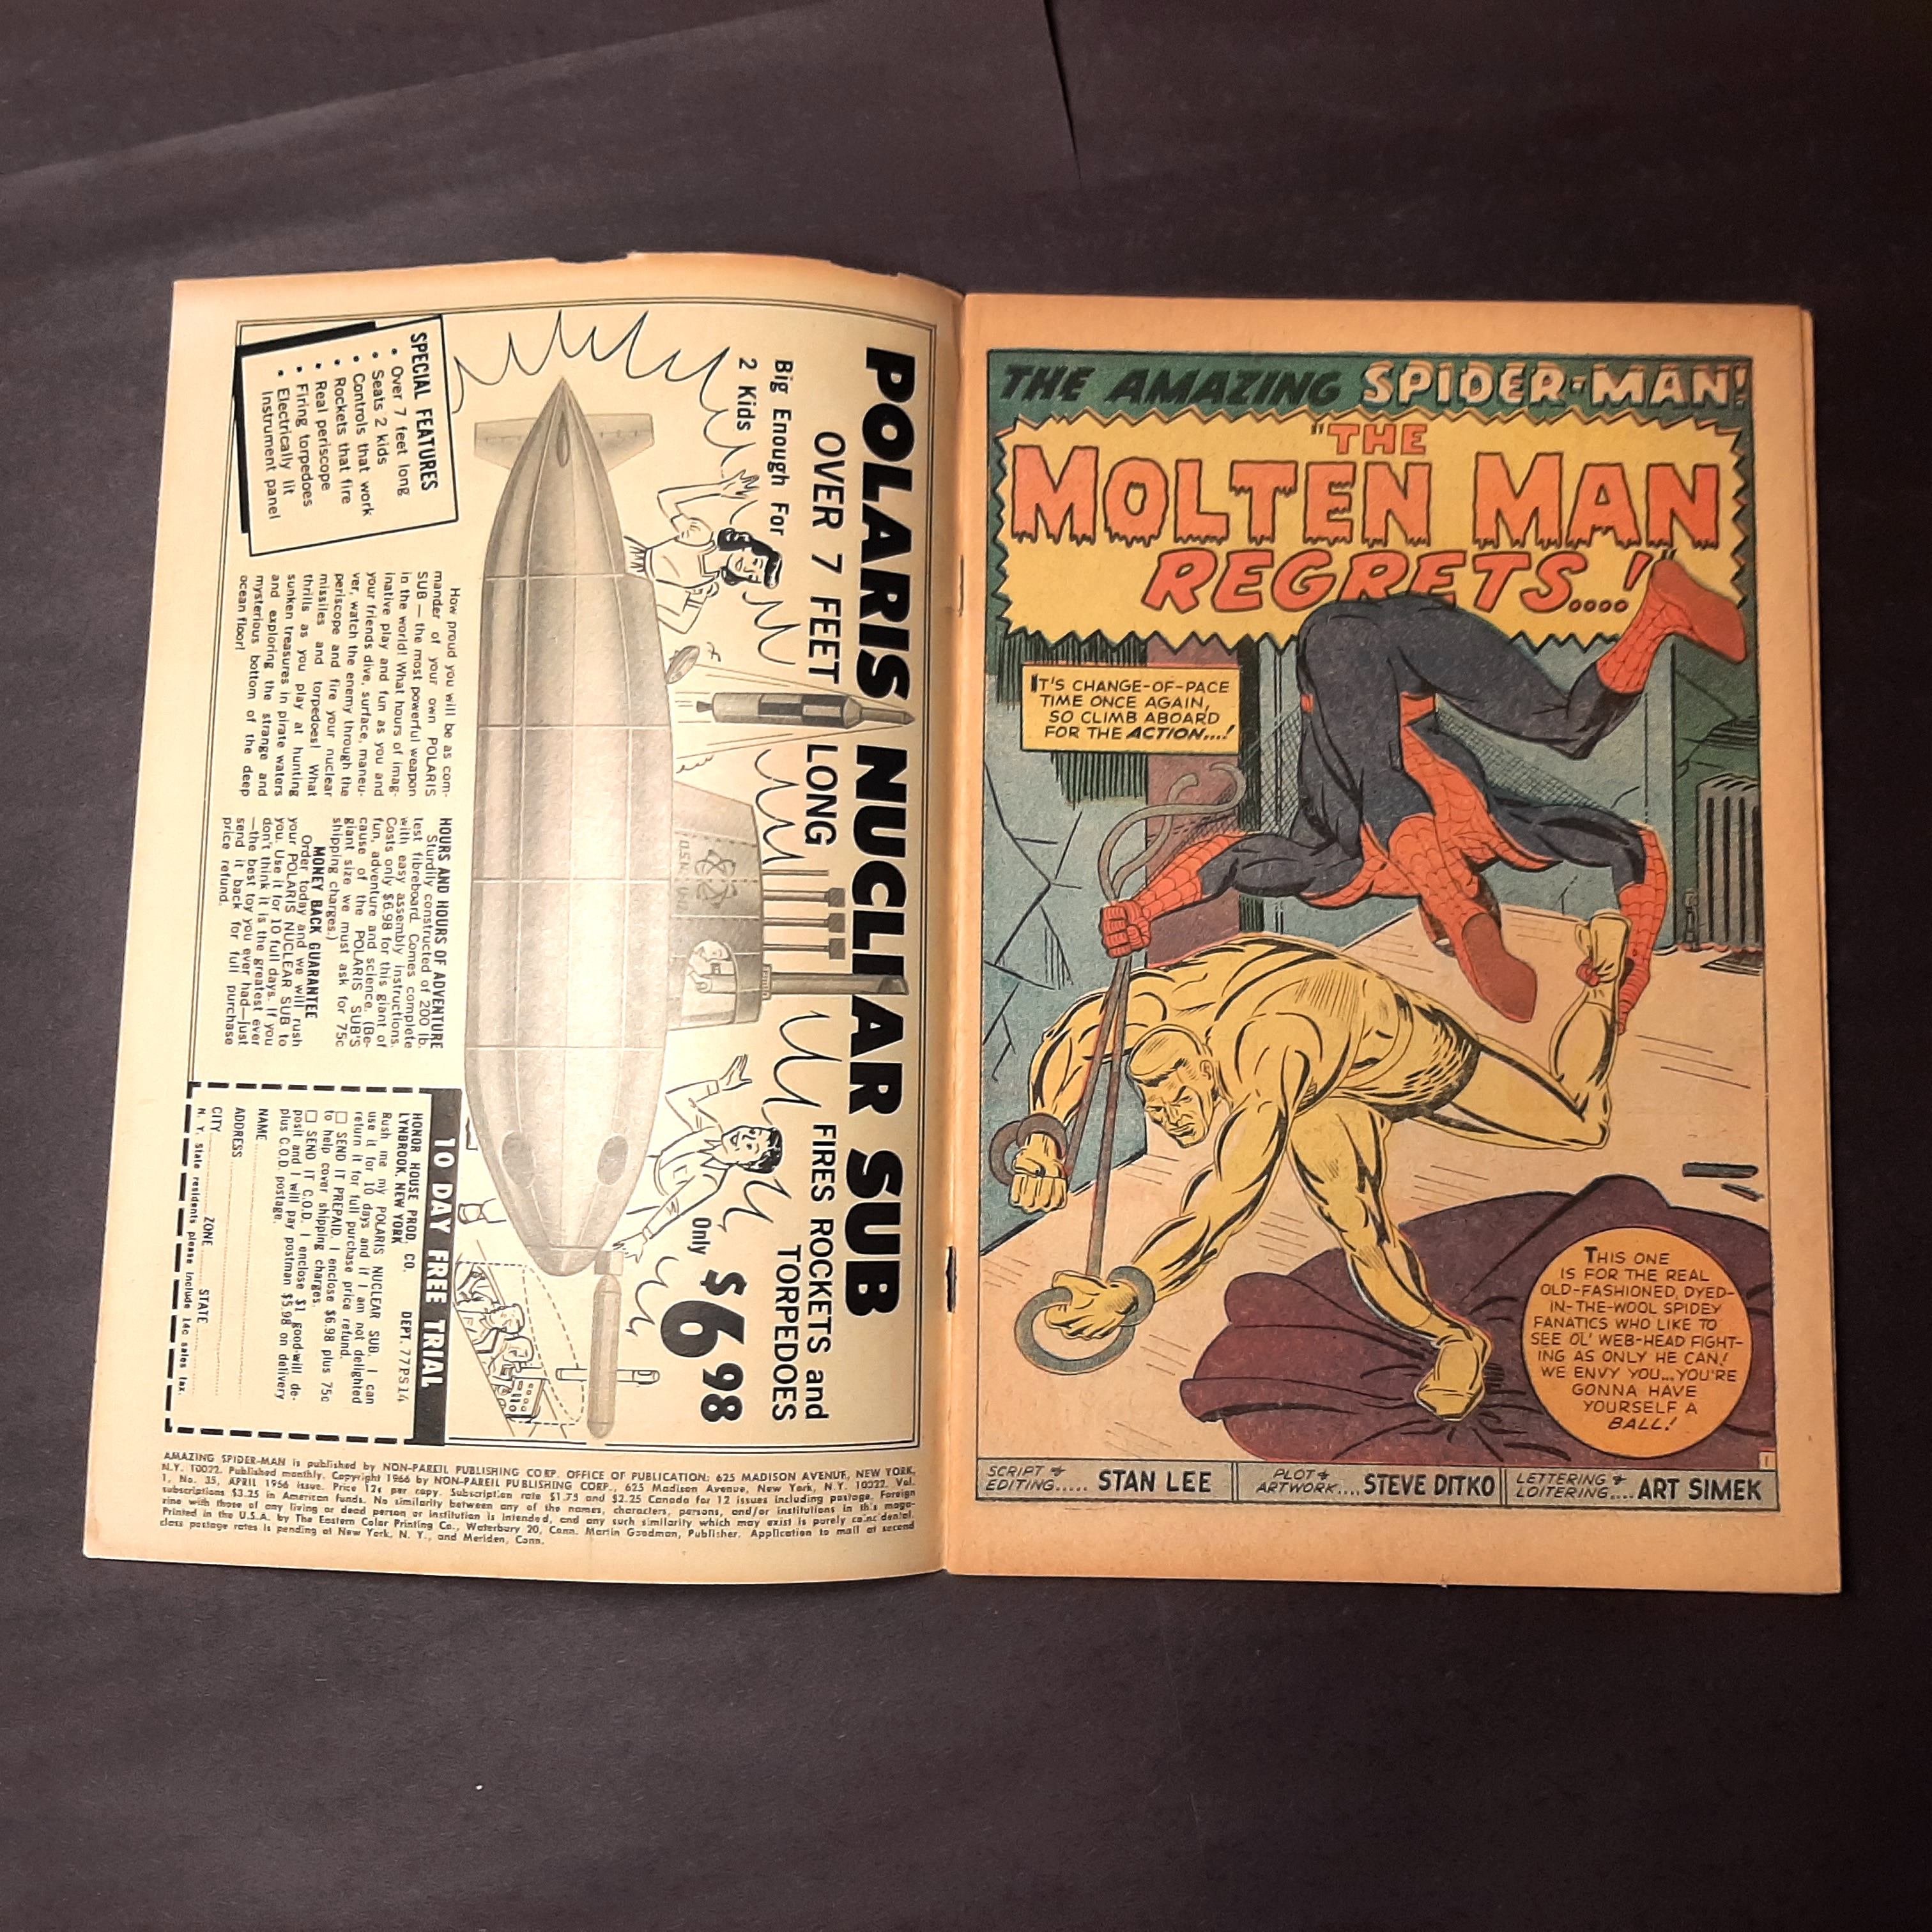 POLARIS NUCLEAR SUB
OVER 7 FEET LONG
FIRES ROCKETS and
TORPEDOES
Big Enough For
2 Kids
Only $6.98
SPECIAL FEATURES
• Over 7 feet long
• Seats 2 kids
• Controls that work
• Rockets that fire
• Real periscope
• Firing torpedoes
• Electrically lit
Instrument panel
How proud you will be as com-
mander of your own POLARIS
SUB — the most powerful weapon
in the world! What hours of imag-
inative play and fun as you and
your friends dive, surface, maneu-
ver, watch the enemy through the
periscope and fire your nuclear
missiles and torpedoes! What
thrills as you play at hunting
sunken treasures in pirate waters
and exploring the strange and
mysterious bottom of the deep
ocean floor!
HOURS AND HOURS OF ADVENTURE
Sturdily constructed of 200 lb.
test fibreboard. Comes complete
with easy assembly instructions.
Costs only $6.98 for this giant of
fun, adventure and science. (Be-
cause of the POLARIS SUB'S
giant size we must ask for 75c
shipping charges.)
MONEY BACK GUARANTEE
Order today and we will rush
your POLARIS NUCLEAR SUB to
you. Use it for 10 full days. If you
don't think it is the greatest ever
—the best toy you ever had—just
send it back for full purchase
price refund.
10 DAY FREE TRIAL
HONOR HOUSE PROD. CO. DEPT. 77PS14
LYNBROOK, NEW YORK
Rush me my POLARIS NUCLEAR SUB. I can
use it for 10 days and if I am not delighted
return it for full purchase price refund.
☐ SEND IT PREPAID. I enclose $6.98 plus 75c
to help cover shipping charges.
☐ SEND IT C.O.D. I enclose $1 good-will de-
posit and I will pay postman $5.98 on delivery
plus C.O.D. postage.
NAME
ADDRESS
CITY ZONE STATE
N. Y. State residents please include 14c sales tax.
AMAZING SPIDER-MAN is published by NON-PAREIL PUBLISHING CORP. OFFICE OF PUBLICATION: 625 MADISON AVENUE, NEW YORK,
N.Y. 10022. Published monthly. Copyright 1966 by NON-PAREIL PUBLISHING CORP., 625 Madison Avenue, New York, N.Y. 10022. Vol.
1, No. 35, APRIL 1966 issue. Price 12¢ per copy. Subscription rate $1.75 and $2.25 Canada for 12 issues including postage. Foreign
subscriptions $3.25 in American funds. No similarity between any of the names, characters, persons, and/or institutions in this maga-
zine with those of any living or dead person or institution is intended, and any such similarity which may exist is purely coincidental.
Printed in the U.S.A. by The Eastern Color Printing Co., Waterbury 20, Conn. Martin Goodman, Publisher. Application to mail at second
class postage rates is pending at New York, N. Y., and Meriden, Conn.
THE AMAZING SPIDER-MAN!
"THE
MOLTEN MAN
REGRETS....!"
IT'S CHANGE-OF-PACE
TIME ONCE AGAIN,
SO CLIMB ABOARD
FOR THE ACTION....!
THIS ONE
IS FOR THE REAL
OLD-FASHIONED, DYED-
IN-THE-WOOL SPIDEY
FANATICS WHO LIKE TO
SEE OL' WEB-HEAD FIGHT-
ING AS ONLY HE CAN!
WE ENVY YOU...YOU'RE
GONNA HAVE
YOURSELF A
BALL!
1
SCRIPT &
EDITING..... STAN LEE
PLOT &
ARTWORK.... STEVE DITKO
LETTERING &
LOITERING.... ART SIMEK